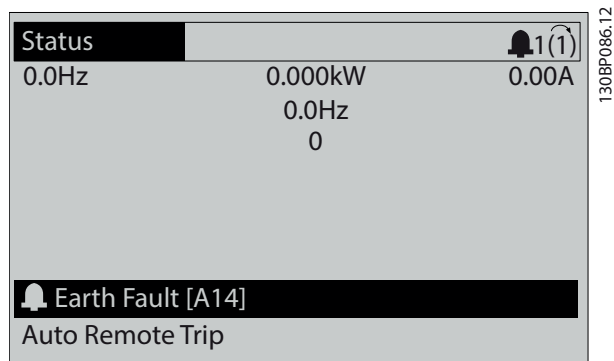 Status 1(1)
0.0Hz 0.000kW 0.00A
0.0Hz
0
Earth Fault [A14]
Auto Remote Trip
130BP086.12